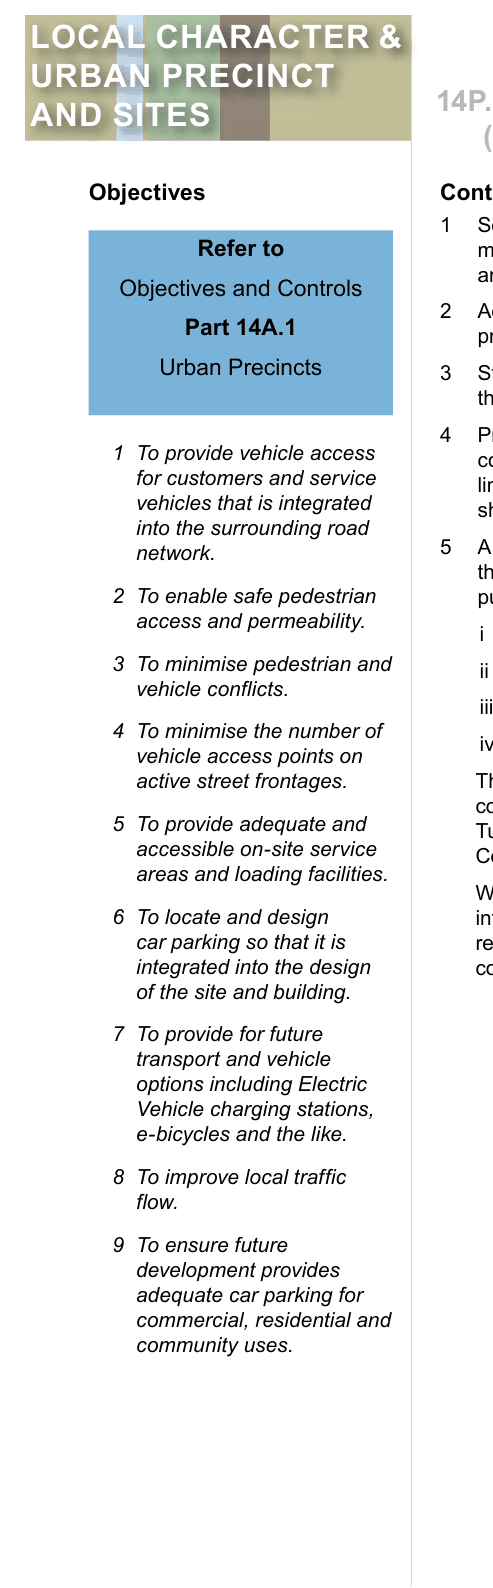 LOCAL CHARACTER &
URBAN PRECINCT
AND SITES
Objectives
Refer to
Objectives and Controls
Part 14A.1
Urban Precincts
1 To provide vehicle access
for customers and service
vehicles that is integrated
into the surrounding road
network.
2 To enable safe pedestrian
access and permeability.
3 To minimise pedestrian and
vehicle conflicts.
4 To minimise the number of
vehicle access points on
active street frontages.
5 To provide adequate and
accessible on-site service
areas and loading facilities.
6 To locate and design
car parking so that it is
integrated into the design
of the site and building.
7 To provide for future
transport and vehicle
options including Electric
Vehicle charging stations,
e-bicycles and the like.
8 To improve local traffic
flow.
9 To ensure future
development provides
adequate car parking for
commercial, residential and
community uses.
14P.
(
Cont
1
2
3
4
5 A
i
ii
iii